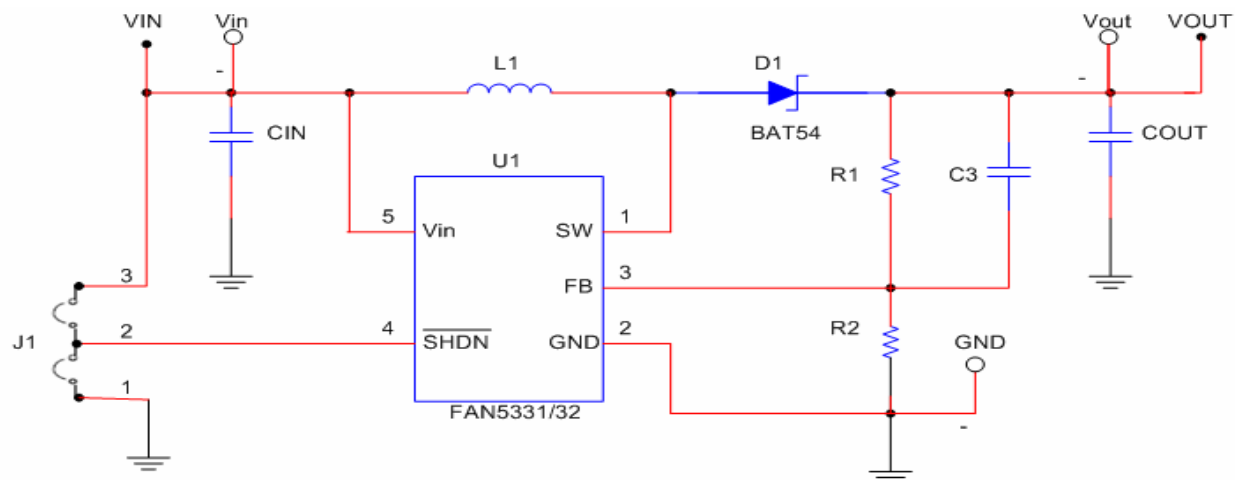 VIN
Vin
Vout
VOUT
-
-
L1
D1
CIN
BAT54
COUT
U1
R1
C3
5
Vin
SW
1
3
FB
3
J1
2
4
SHDN
GND
2
R2
GND
1
FAN5331/32
-